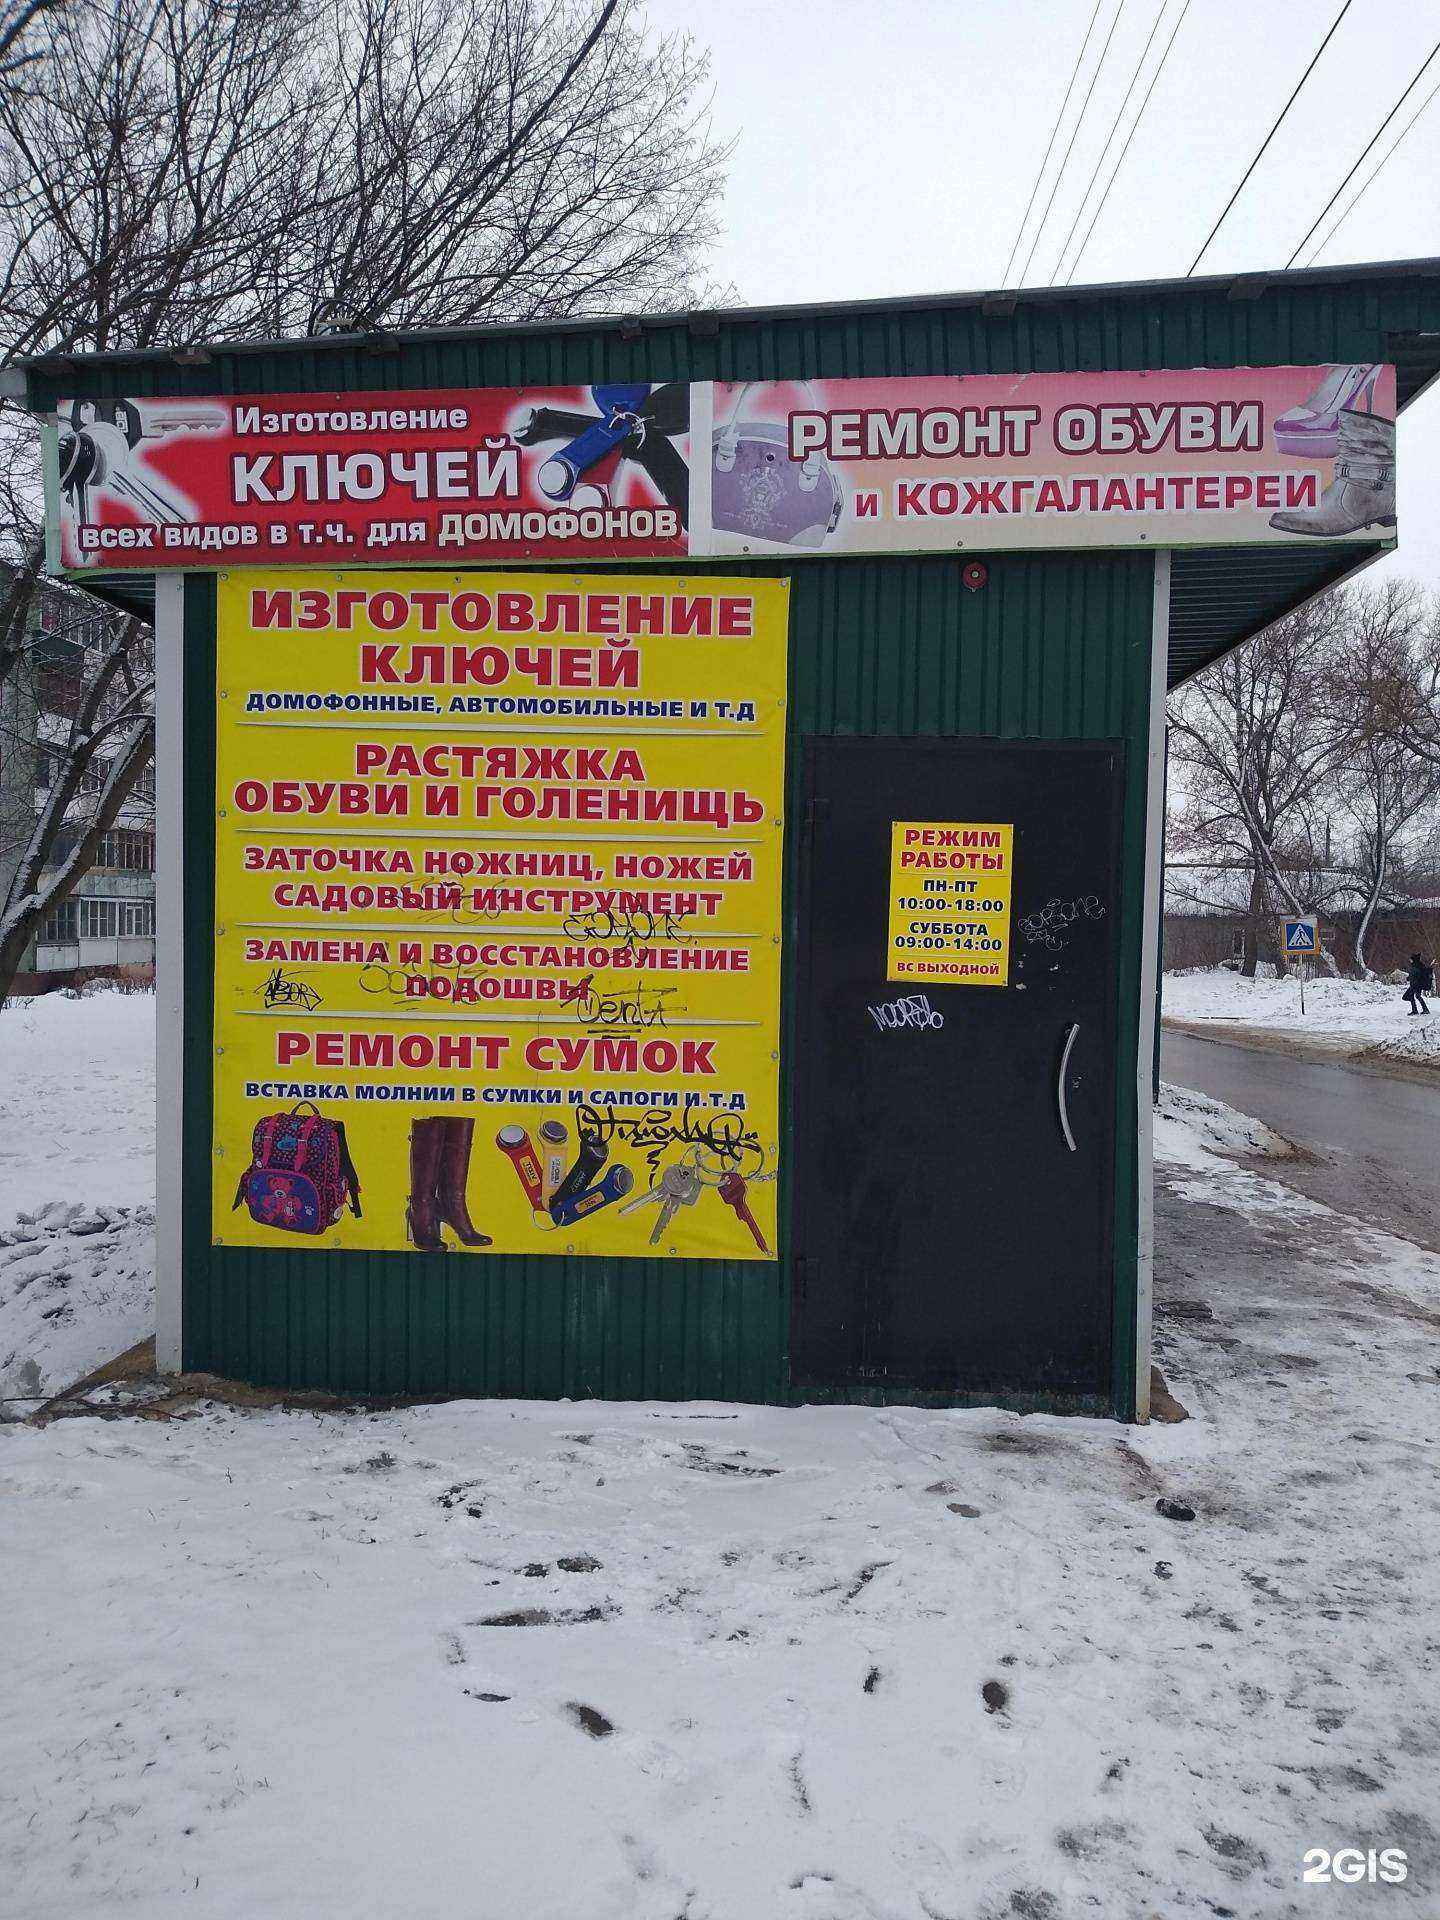 Изготовление
КЛЮЧЕЙ
всех видов в т.ч. для ДОМОФОНОВ
РЕМОНТ ОБУВИ
и КОЖГАЛАНТЕРЕИ
ИЗГОТОВЛЕНИЕ
КЛЮЧЕЙ
ДОМОФОННЫЕ, АВТОМОБИЛЬНЫЕ И Т.Д
РАСТЯЖКА
ОБУВИ И ГОЛЕНИЩЬ
ЗАТОЧКА НОЖНИЦ, НОЖЕЙ
САДОВЫЙ ИНСТРУМЕНТ
ЗАМЕНА И ВОССТАНОВЛЕНИЕ
ПОДОШВЫ
РЕМОНТ СУМОК
ВСТАВКА МОЛНИИ В СУМКИ И САПОГИ И.Т.Д
РЕЖИМ
РАБОТЫ
ПН-ПТ
10:00-18:00
СУББОТА
09:00-14:00
ВС ВЫХОДНОЙ
2GIS